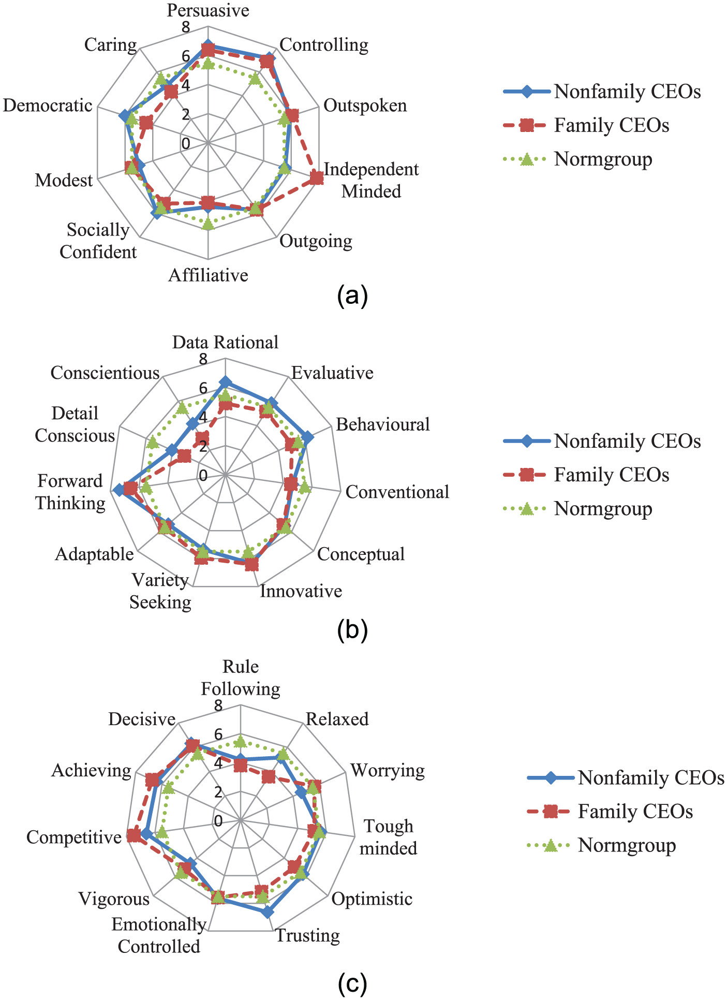 Persuasive
8
Caring
Controlling
6
4
Democratic
Outspoken
2
0
Modest
Independent
Minded
Socially
Confident
Outgoing
Affiliative
Nonfamily CEOs
Family CEOs
Normgroup
(a)
Data Rational
8
Conscientious
Evaluative
6
Detail
Conscious
4
Behavioural
2
0
Forward
Thinking
Conventional
Adaptable
Conceptual
Variety
Seeking
Innovative
Nonfamily CEOs
Family CEOs
Normgroup
(b)
Rule
Following
8
Decisive
Relaxed
6
Achieving
4
Worrying
2
0
Competitive
Tough
minded
Vigorous
Optimistic
Emotionally
Controlled
Trusting
Nonfamily CEOs
Family CEOs
Normgroup
(c)